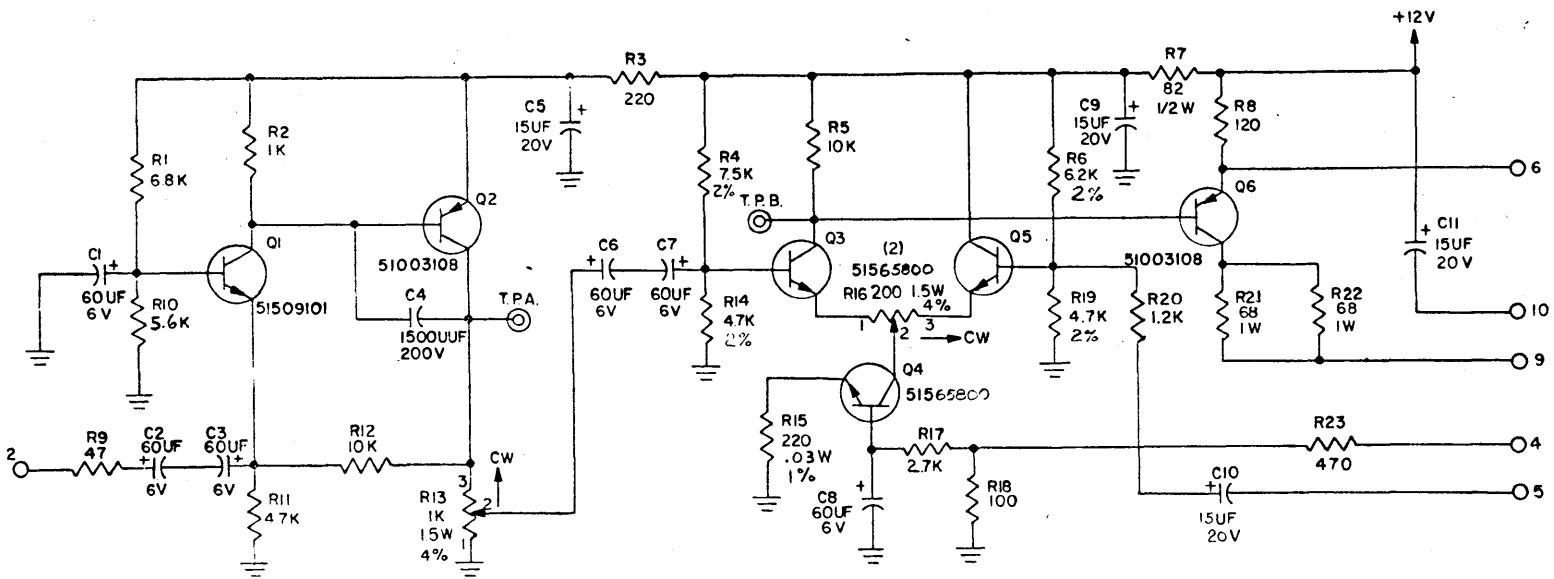 +12V
R3
220
R7
82
1/2W
C5
15UF
20V
+
C9
15UF
20V
+
R8
120
R2
1K
R5
10K
R1
6.8K
R4
7.5K
2%
R6
6.2K
2%
6
Q2
T.P.B.
Q6
Q1
C1
+
60UF
6V
51003108
C6
+
60UF
6V
C7
+
60UF
6V
Q3
(2)
51565800
Q5
51003108
+
C11
15UF
20V
R10
5.6K
51509101
C4
1500UUF
200V
T.P.A.
R14
4.7K
2%
R16 200 1.5W
4%
1
2
3
CW
R19
4.7K
2%
R20
1.2K
R21
68
1W
R22
68
1W
10
9
Q4
51565800
R9
47
C2
60UF
+
6V
C3
60UF
+
6V
R12
10K
CW
R15
220
.03W
1%
R17
2.7K
R23
470
2
4
R11
4.7K
R13
1K
1.5W
4%
3
2
1
C8
60UF
6V
+
R18
100
C10
+
15UF
20V
5